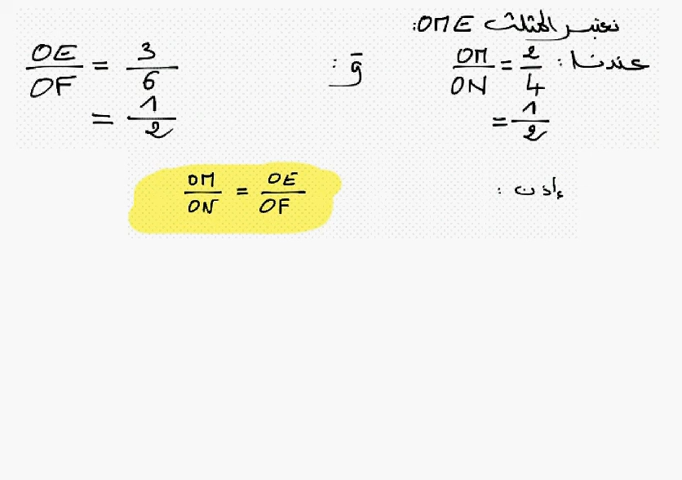 نعتبر المثلث OME:
عندنا: OM/ON = 2/4 و: OE/OF = 3/6
= 1/2 = 1/2
إذن: OM/ON = OE/OF